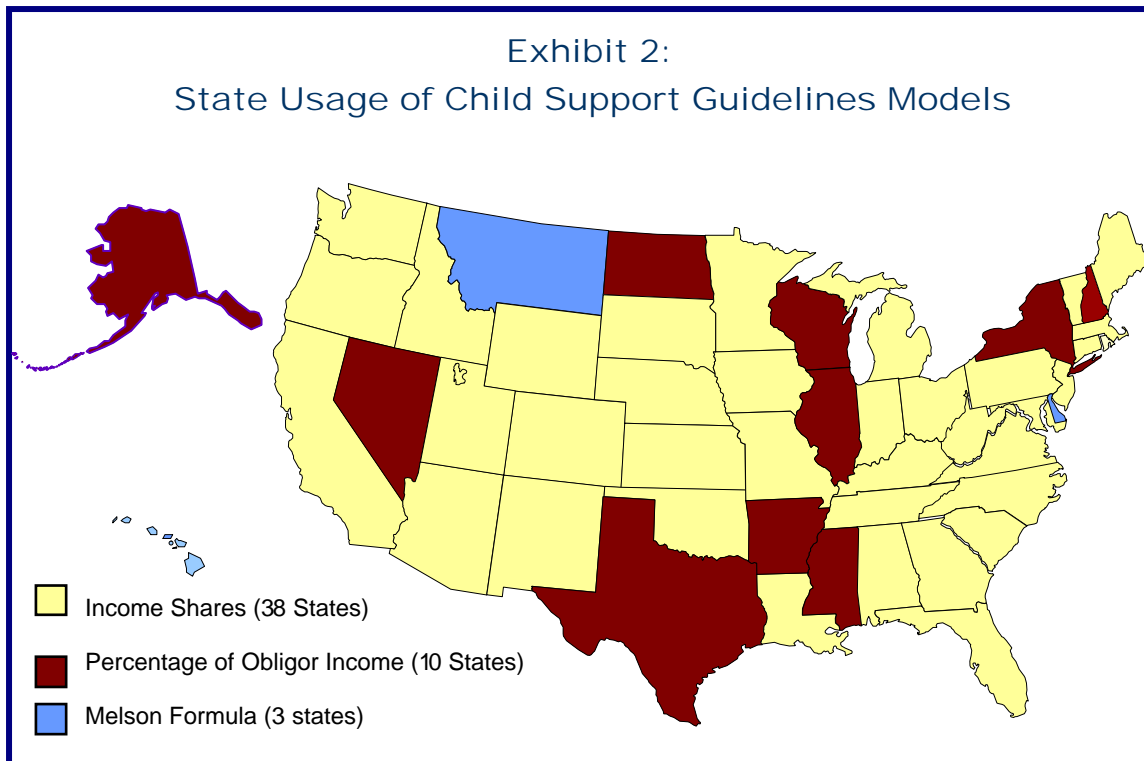 Exhibit 2:
State Usage of Child Support Guidelines Models
Income Shares (38 States)
Percentage of Obligor Income (10 States)
Melson Formula (3 states)